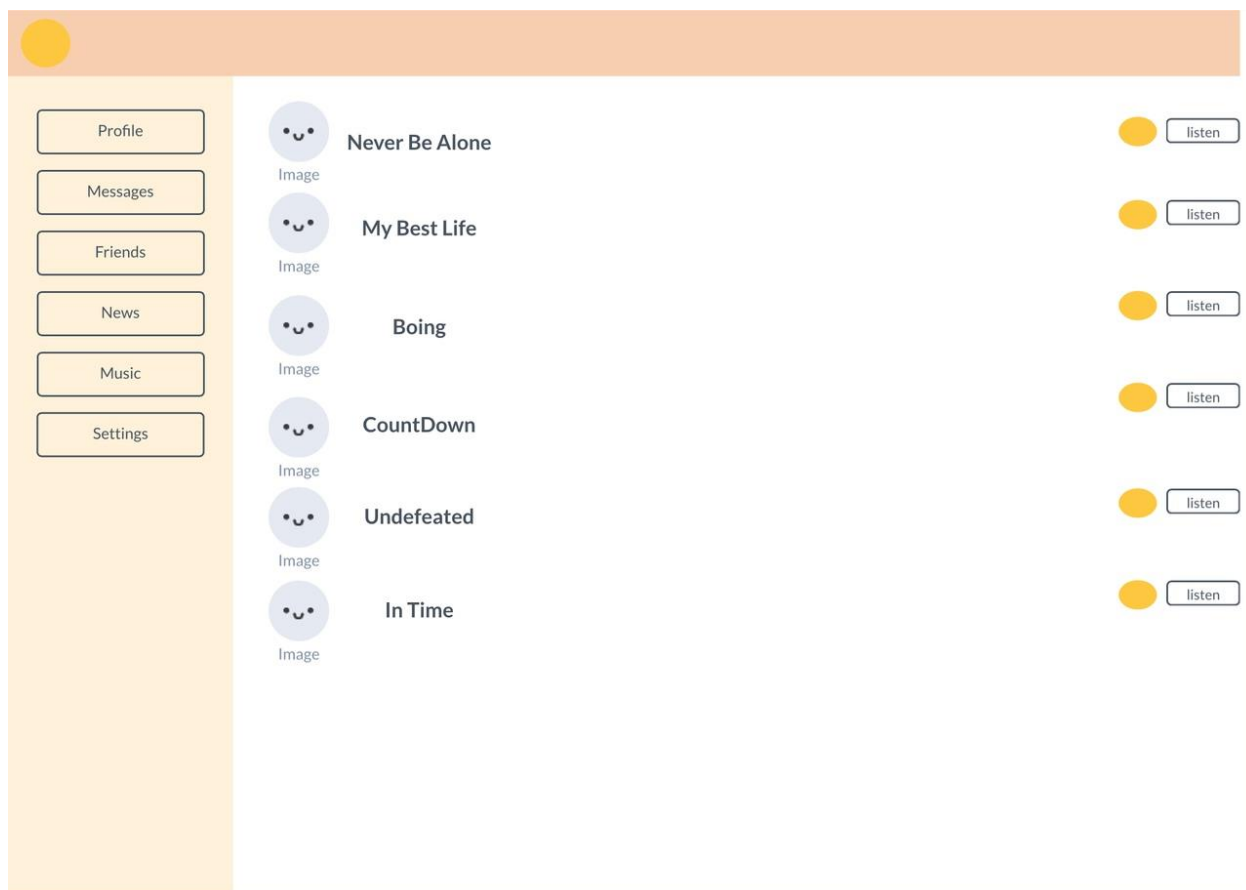 Profile
Messages
Friends
News
Music
Settings
Never Be Alone
listen
Image
My Best Life
listen
Image
Boing
listen
Image
CountDown
listen
Image
Undefeated
listen
Image
In Time
listen
Image